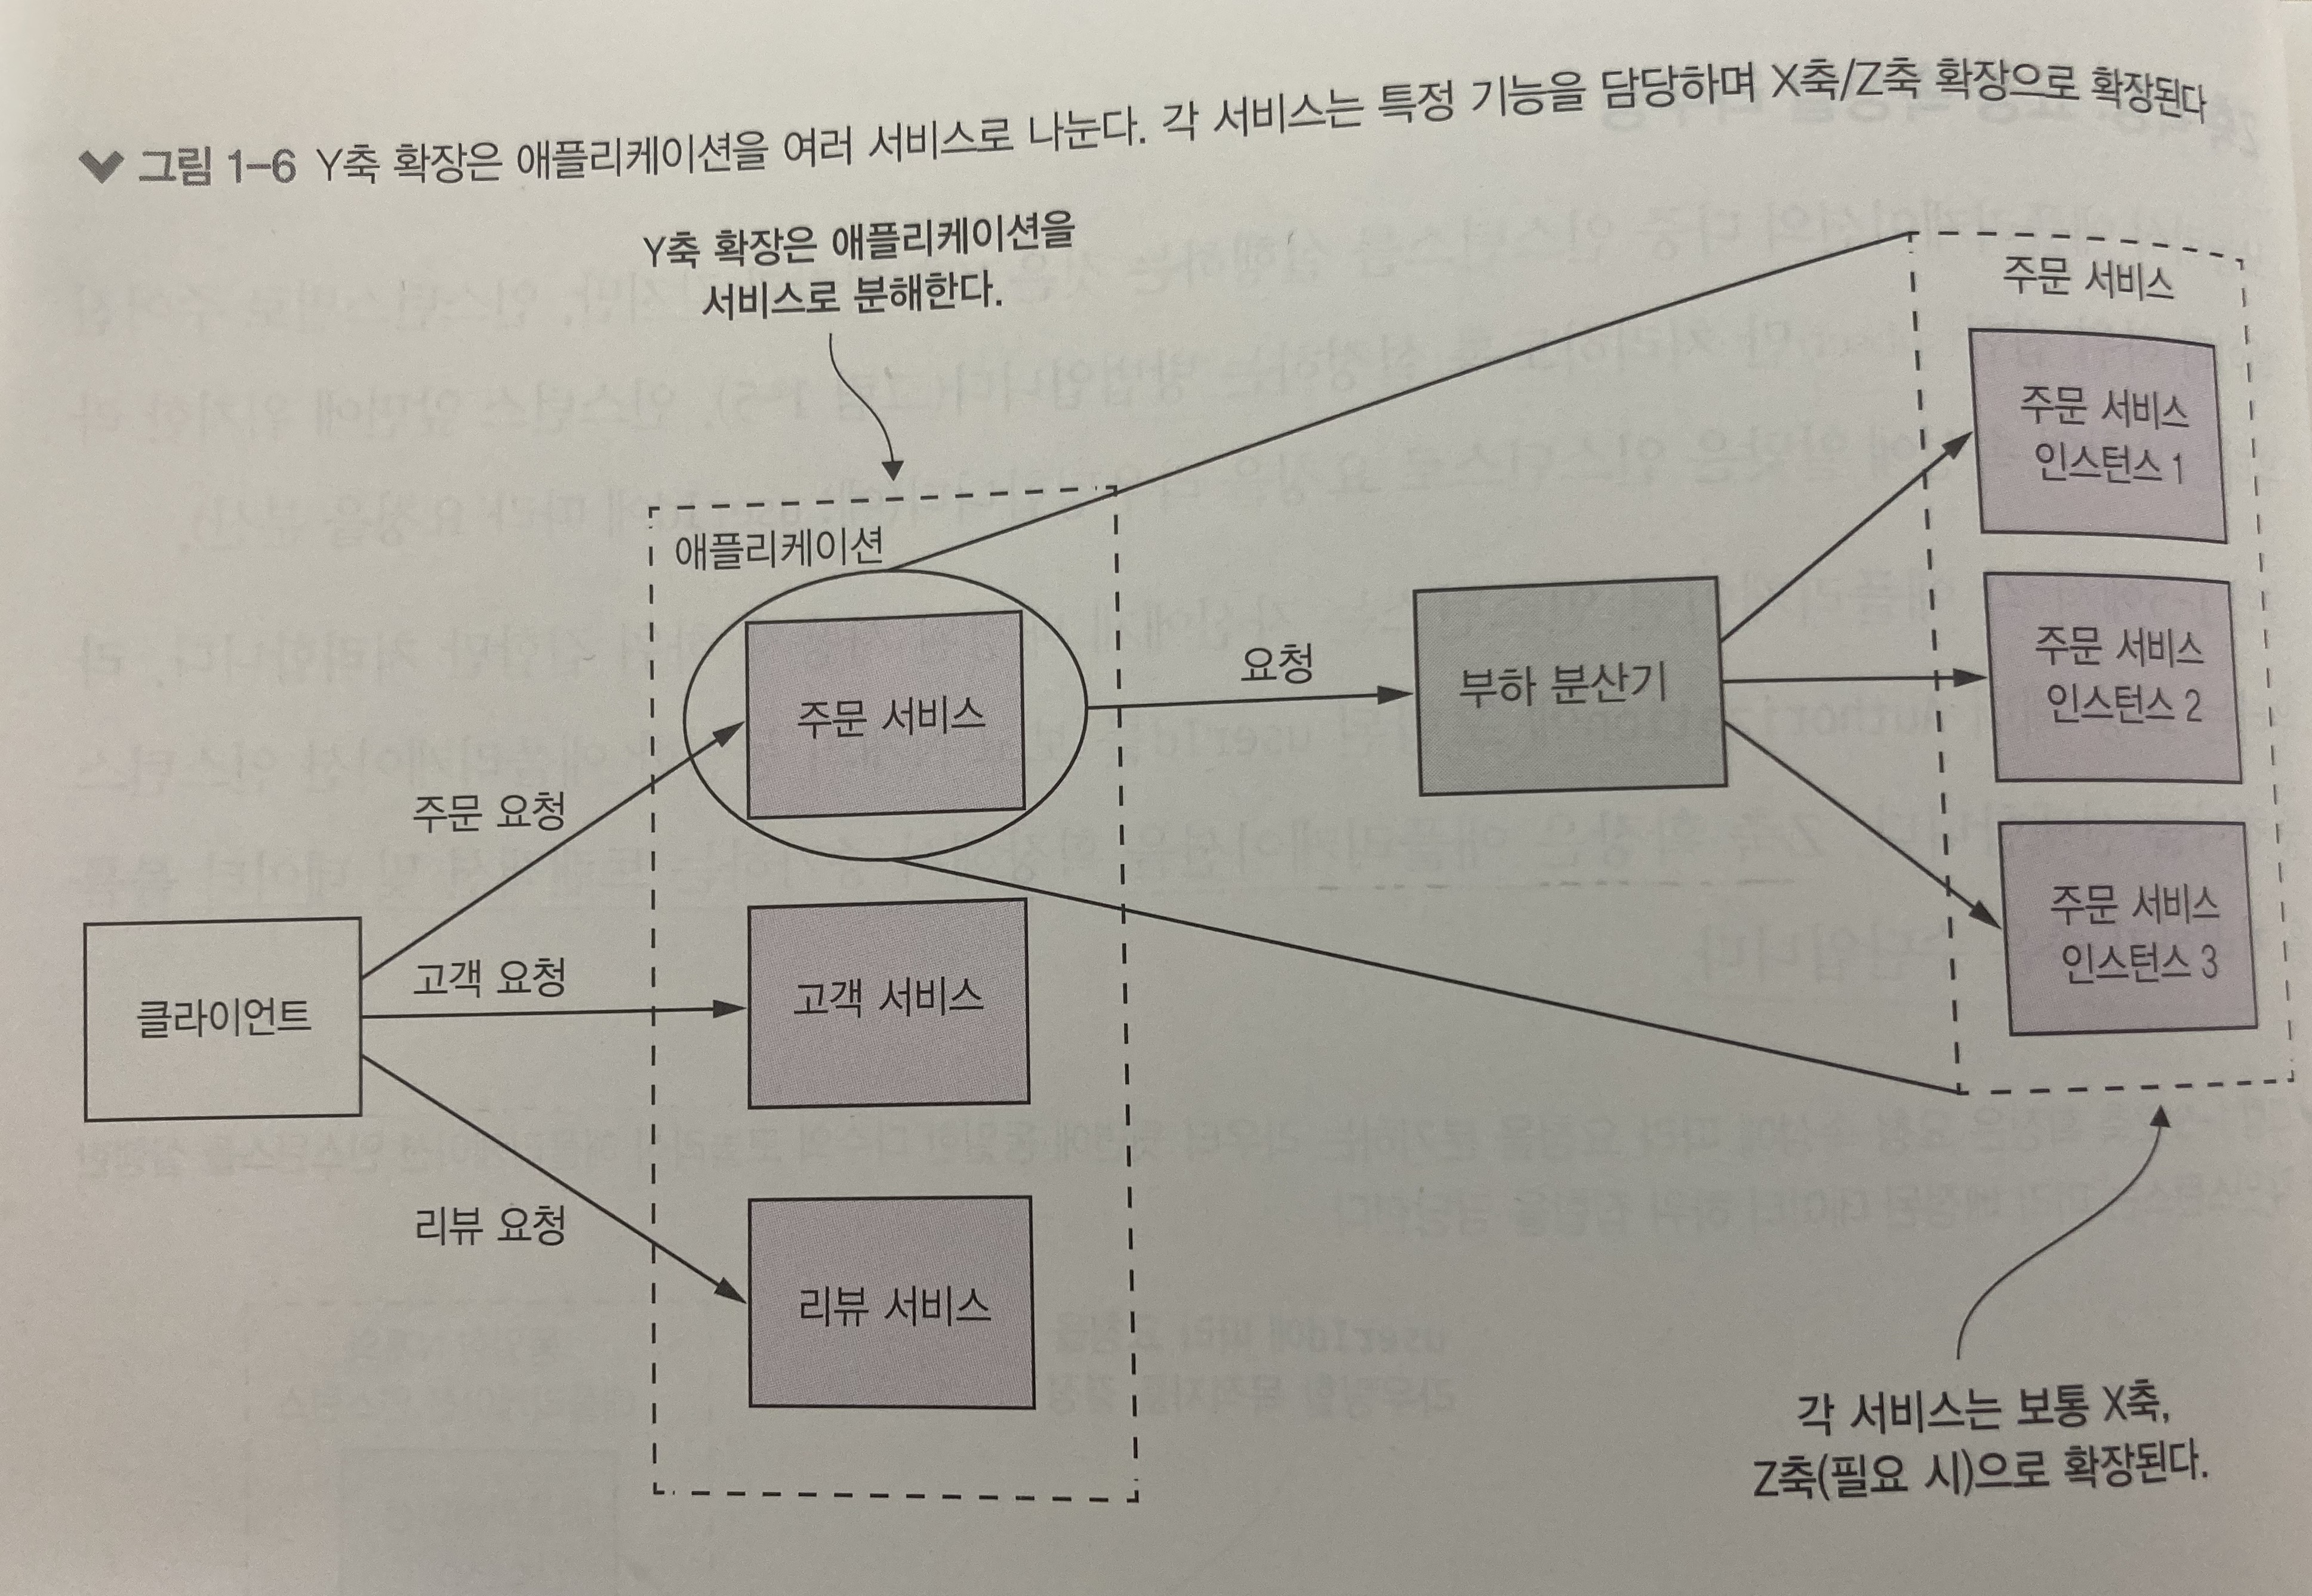 그림 1-6 Y축 확장은 애플리케이션을 여러 서비스로 나눈다. 각 서비스는 특정 기능을 담당하며 X축/Z축 확장으로 확장된다
Y축 확장은 애플리케이션을
서비스로 분해한다.
애플리케이션
주문 서비스
고객 서비스
리뷰 서비스
클라이언트
주문 요청
고객 요청
리뷰 요청
요청
부하 분산기
주문 서비스
주문 서비스
인스턴스 1
주문 서비스
인스턴스 2
주문 서비스
인스턴스 3
각 서비스는 보통 X축,
Z축(필요 시)으로 확장된다.